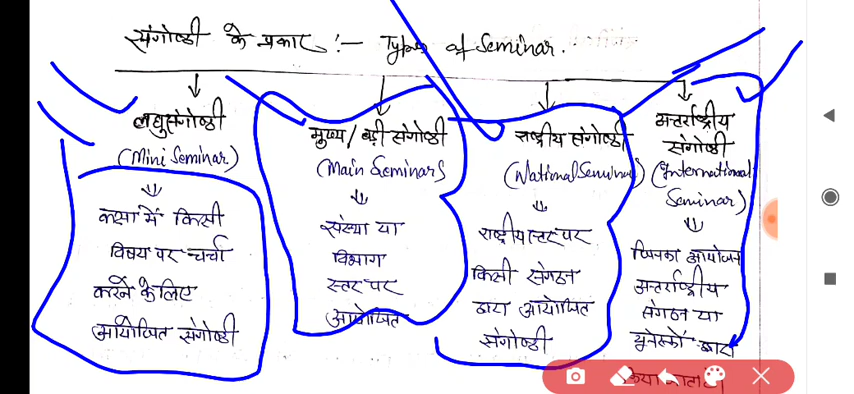 संगोष्ठी के प्रकार :- Types of Seminar.
लघुसंगोष्ठी
(Mini Seminar)
कक्षा में किसी
विषय पर चर्चा
करने के लिए
आयोजित संगोष्ठी
मुख्य/बड़ी संगोष्ठी
(Main Seminar)
संस्था या
विभाग
स्तर पर
आयोजित
राष्ट्रीय संगोष्ठी
(National Seminar)
राष्ट्रीय स्तर पर
किसी संगठन
द्वारा आयोजित
संगोष्ठी
अन्तर्राष्ट्रीय
संगोष्ठी
(International
Seminar)
जिसका आयोजन
अन्तर्राष्ट्रीय
संगठन या
यूनेस्को द्वारा